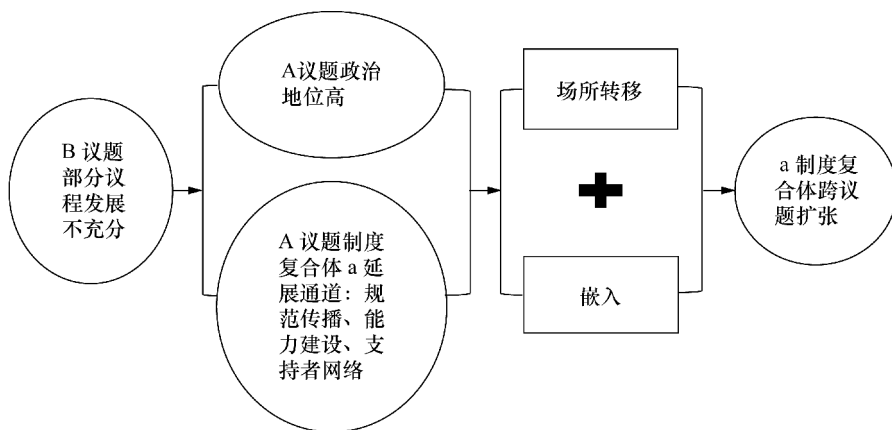 B 议题
部分议
程发展
不充分
A议题政治
地位高
A 议题制度
复合体 a 延
展通道：规
范传播、能
力建设、支
持者网络
场所转移
嵌入
a 制度复
合体跨议
题扩张